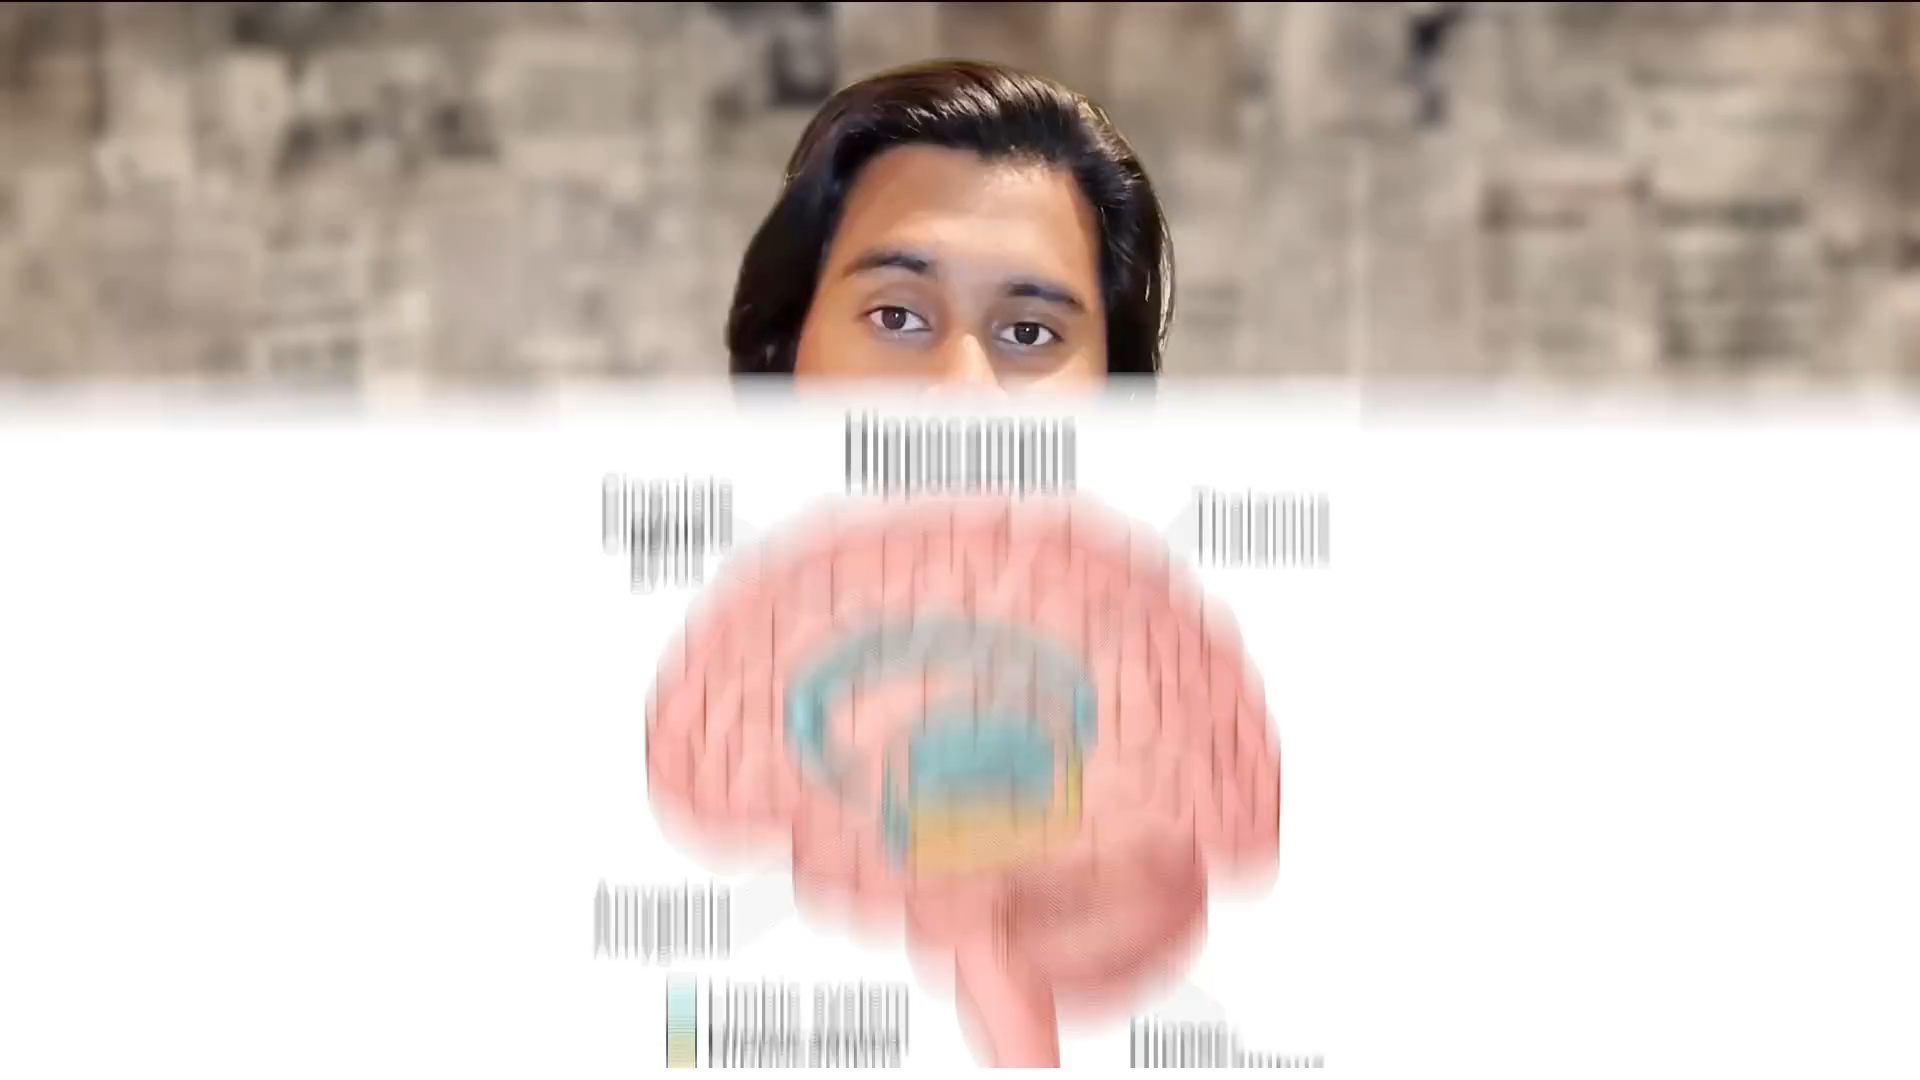 Hippocampus
Cingulate
gyrus
Thalamus
Amygdala
Limbic system